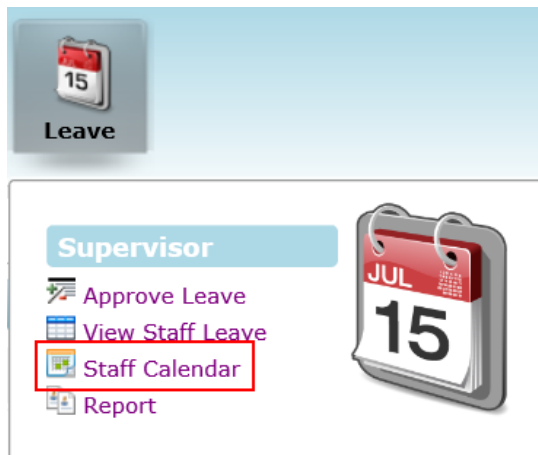 15
Leave
Supervisor
Approve Leave
View Staff Leave
Staff Calendar
Report
JUL
15